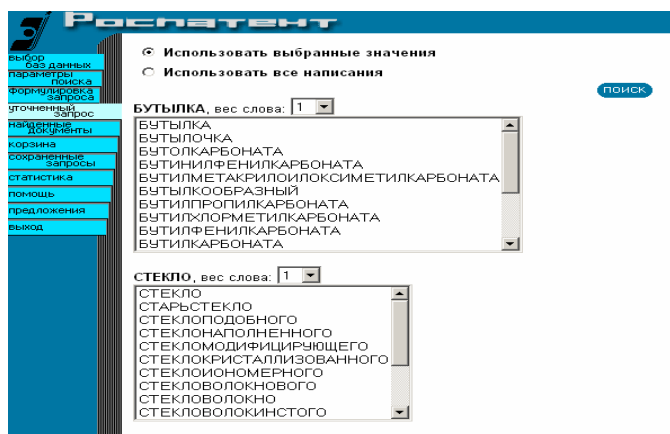 Роспатент
выбор
баз данных
параметры
поиска
формулировка
запроса
уточненный
запрос
найденные
документы
корзина
сохраненные
запросы
статистика
помощь
предложения
выход
Использовать выбранные значения
Использовать все написания
ПОИСК
БУТЫЛКА, вес слова: 1
БУТЫЛКА
БУТЫЛОЧКА
БУТОЛКАРБОНАТА
БУТИНИЛФЕНИЛКАРБОНАТА
БУТИЛМЕТАКРИЛОИЛОКСИМЕТИЛКАРБОНАТА
БУТЫЛКООБРАЗНЫЙ
БУТИЛПРОПИЛКАРБОНАТА
БУТИЛХЛОРМЕТИЛКАРБОНАТА
БУТИЛФЕНИЛКАРБОНАТА
БУТИЛКАРБОНАТА
СТЕКЛО, вес слова: 1
СТЕКЛО
СТАРЬСТЕКЛО
СТЕКЛОПОДОБНОГО
СТЕКЛОНАПОЛНЕННОГО
СТЕКЛОМОДИФИЦИРУЮЩЕГО
СТЕКЛОКРИСТАЛЛИЗОВАННОГО
СТЕКЛОИОНОМЕРНОГО
СТЕКЛОВОЛОКНОВОГО
СТЕКЛОВОЛОКНО
СТЕКЛОВОЛОКИНСТОГО